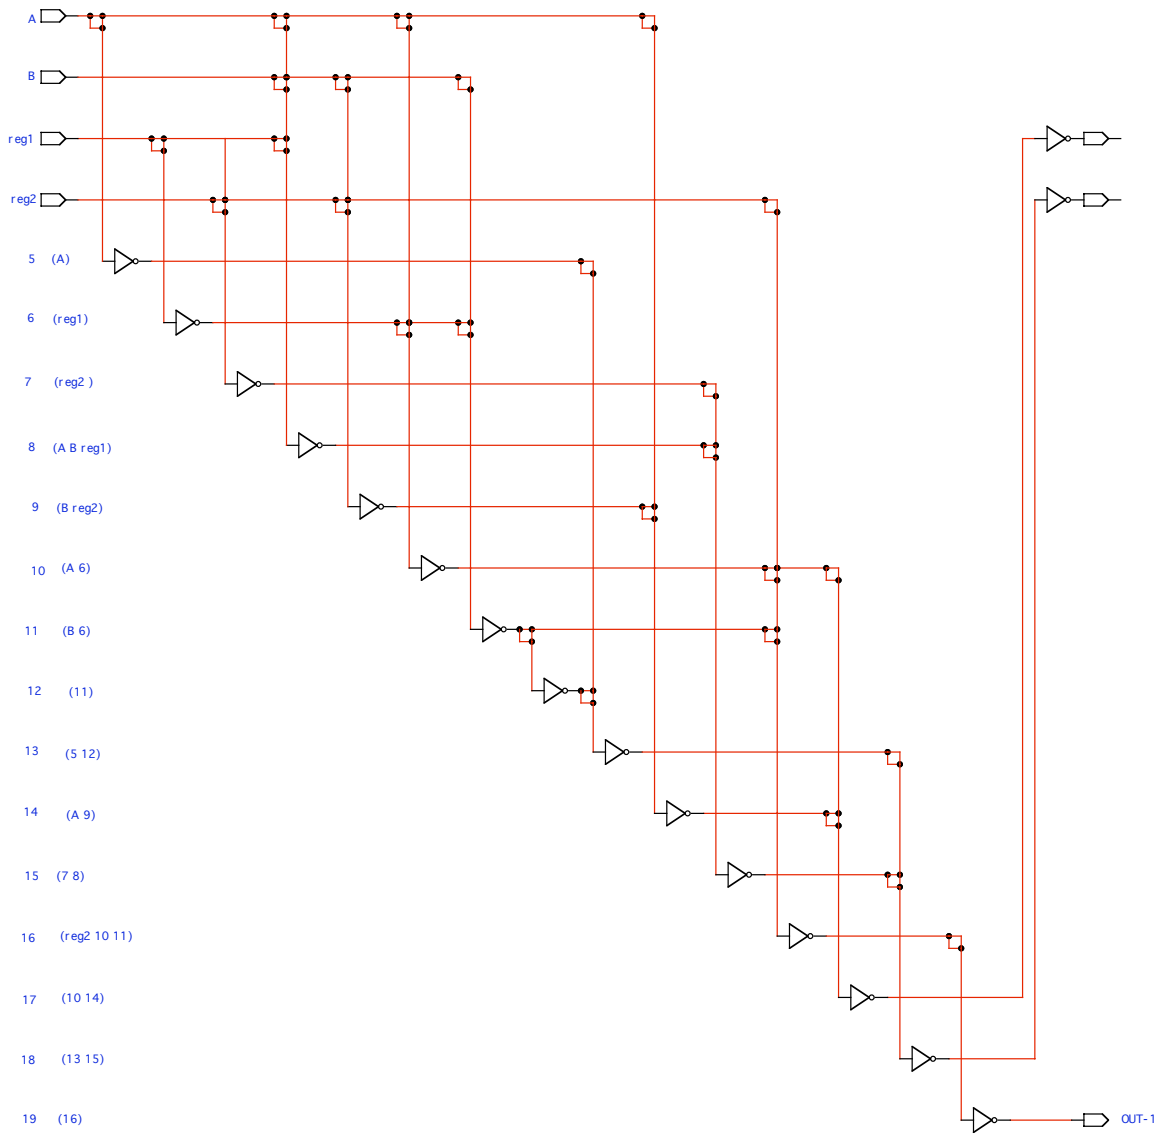 A
B
reg1
reg2
5 (A)
6 (reg1)
7 (reg2 )
8 (A B reg1)
9 (B reg2)
10 (A 6)
11 (B 6)
12 (11)
13 (5 12)
14 (A 9)
15 (7 8)
16 (reg2 10 11)
17 (10 14)
18 (13 15)
19 (16) OUT-1